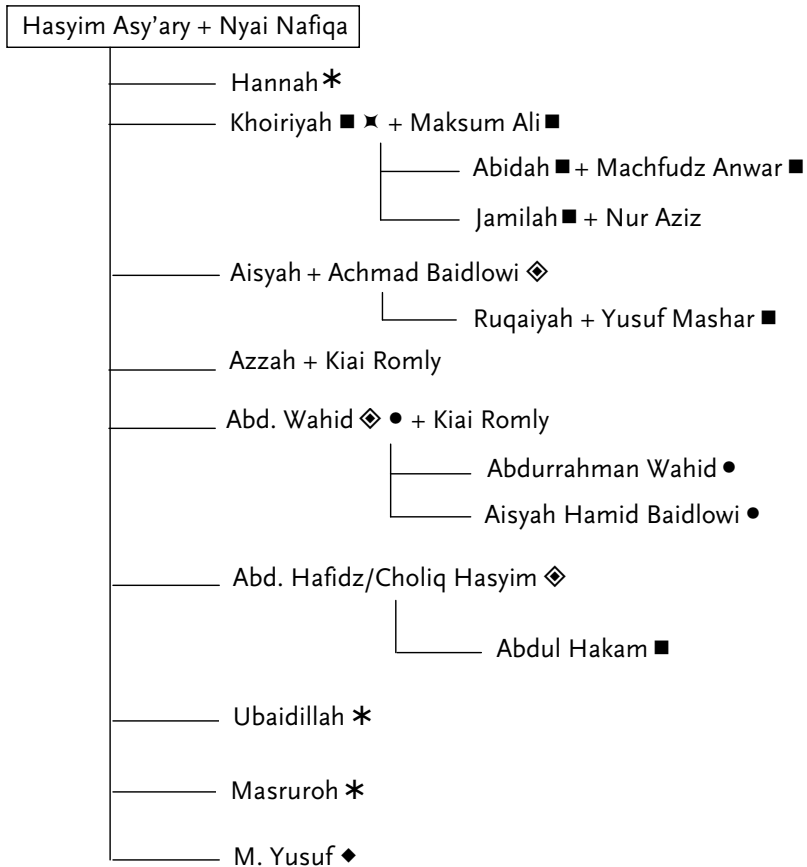 Hasyim Asy’ary + Nyai Nafiqa
Hannah *
Khoiriyah ■ ✖ + Maksum Ali ■
Abidah ■ + Machfudz Anwar ■
Jamilah ■ + Nur Aziz
Aisyah + Achmad Baidlowi ◈
Ruqaiyah + Yusuf Mashar ■
Azzah + Kiai Romly
Abd. Wahid ◈ ● + Kiai Romly
Abdurrahman Wahid ●
Aisyah Hamid Baidlowi ●
Abd. Hafidz/Choliq Hasyim ◈
Abdul Hakam ■
Ubaidillah *
Masruroh *
M. Yusuf ◆